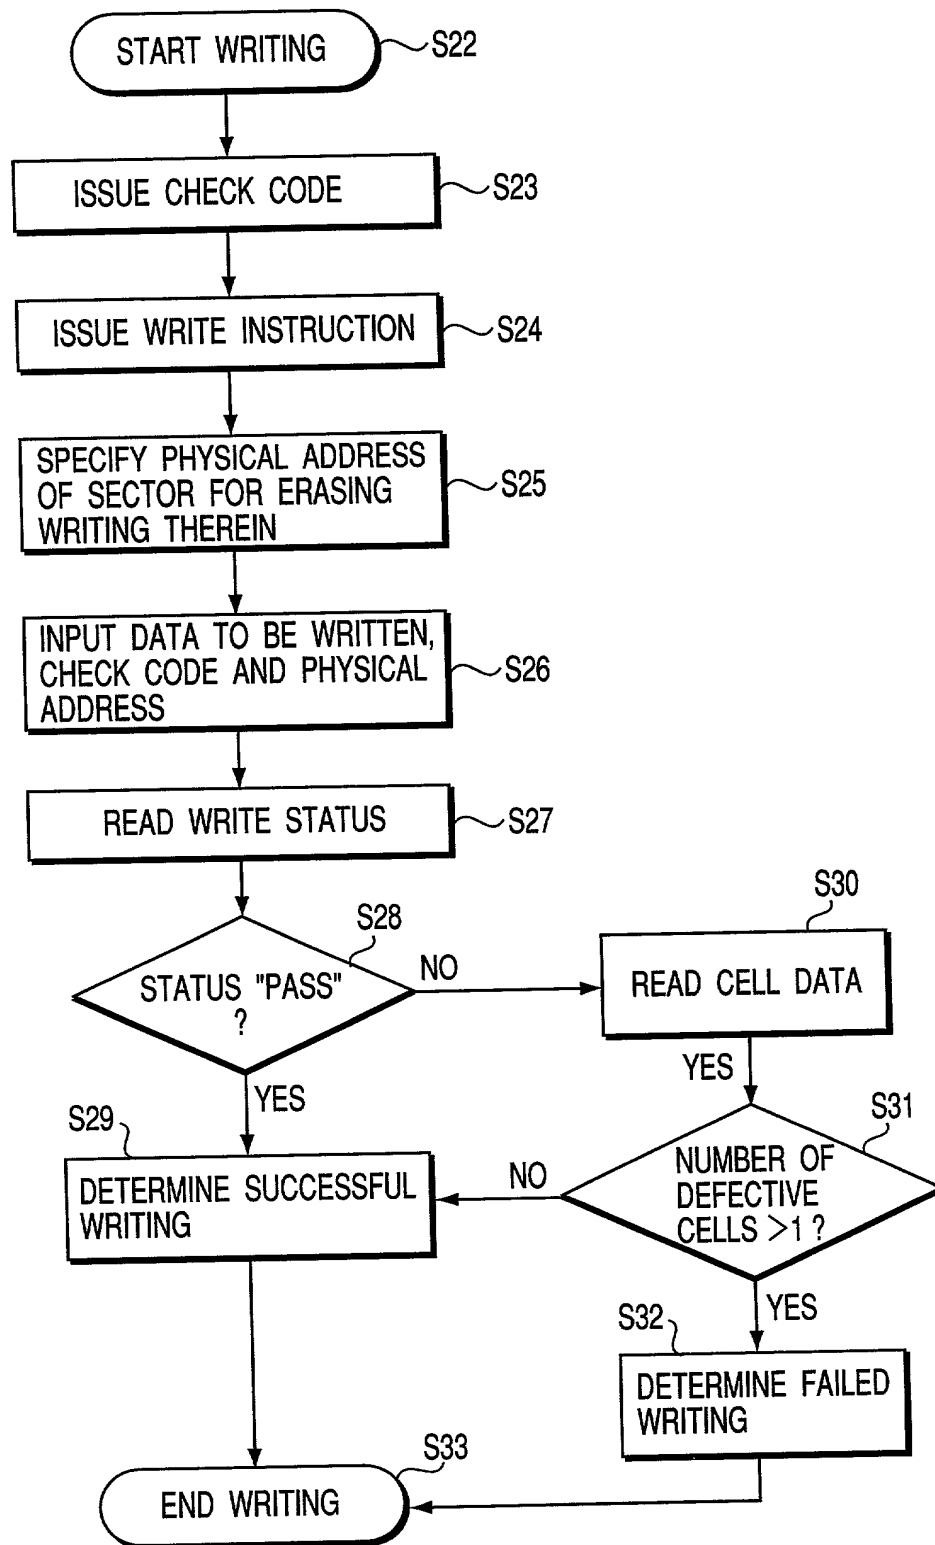 START WRITING
S22
ISSUE CHECK CODE
S23
ISSUE WRITE INSTRUCTION
S24
SPECIFY PHYSICAL ADDRESS
OF SECTOR FOR ERASING
WRITING THEREIN
S25
INPUT DATA TO BE WRITTEN,
CHECK CODE AND PHYSICAL
ADDRESS
S26
READ WRITE STATUS
S27
S28
STATUS "PASS"
?
NO
YES
S30
READ CELL DATA
YES
S31
NUMBER OF
DEFECTIVE
CELLS >1 ?
NO
YES
S29
DETERMINE SUCCESSFUL
WRITING
S32
DETERMINE FAILED
WRITING
S33
END WRITING